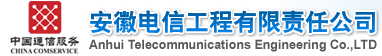 中国通信服务
CHINA COMSERVICE
安徽电信工程有限责任公司
Anhui Telecommunications Engineering Co.,LTD